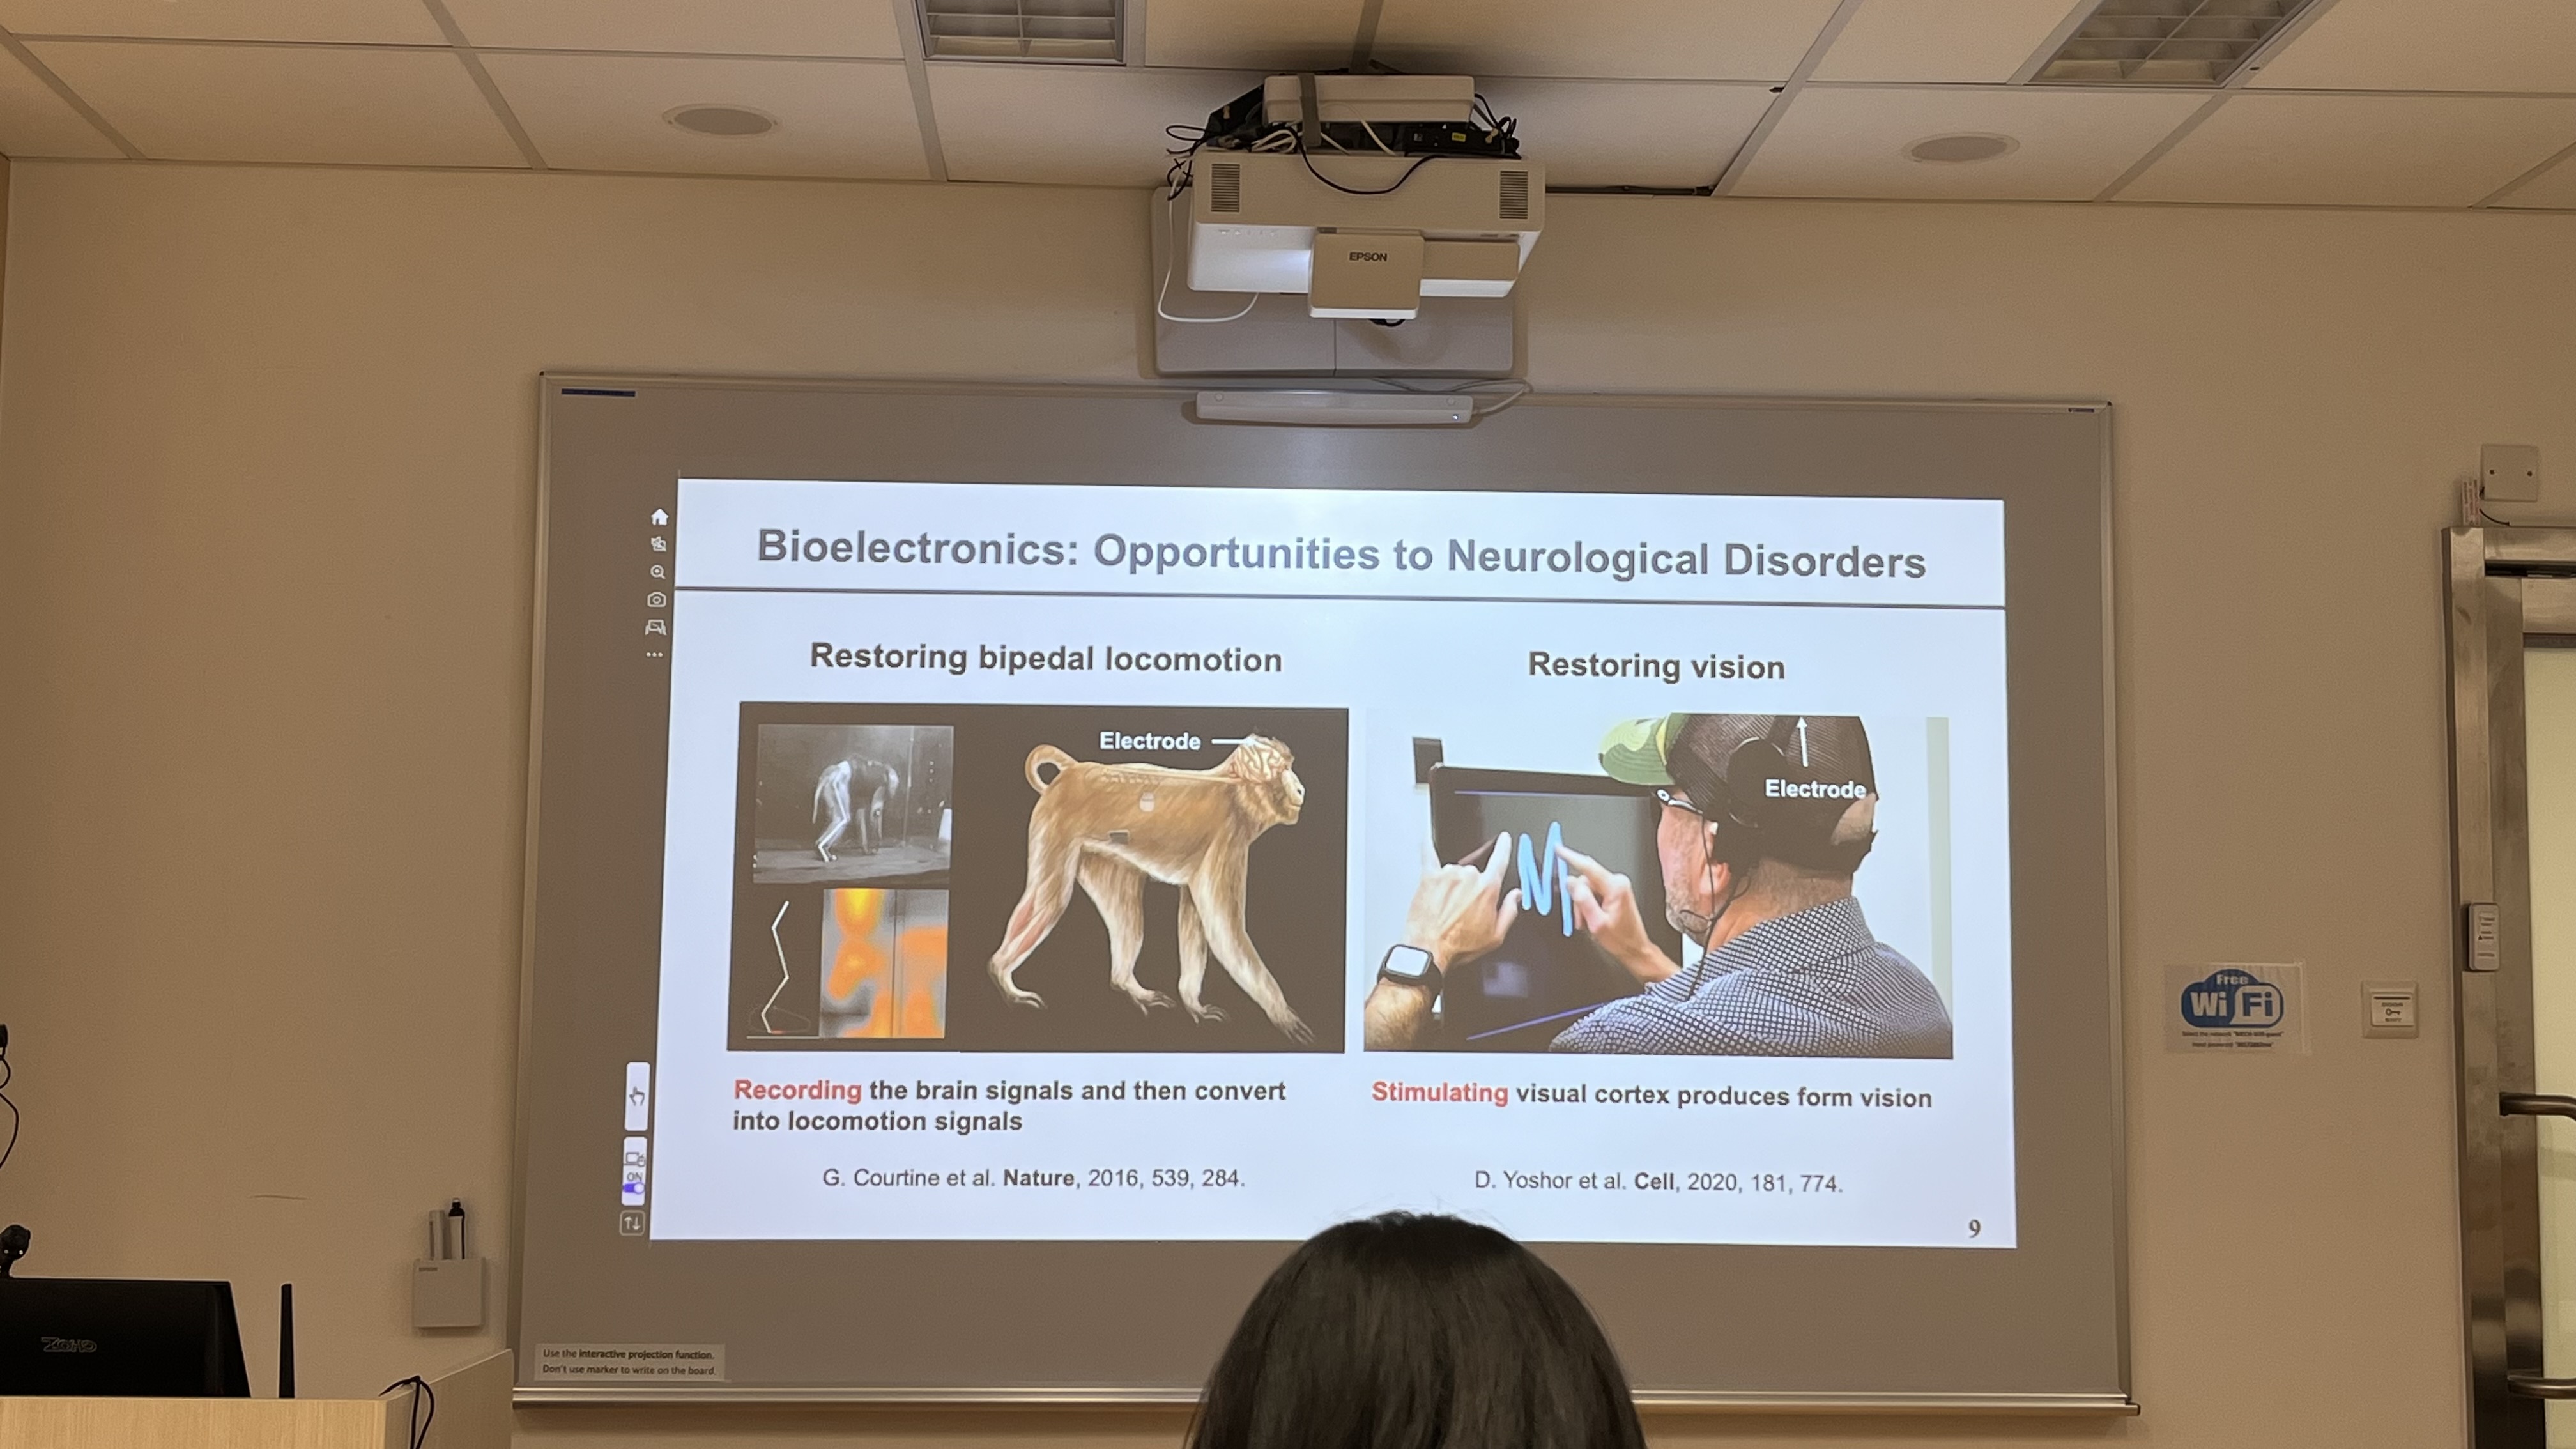 EPSON
Bioelectronics: Opportunities to Neurological Disorders
Restoring bipedal locomotion
Restoring vision
Electrode
Electrode
Recording the brain signals and then convert
into locomotion signals
Stimulating visual cortex produces form vision
G. Courtine et al. Nature, 2016, 539, 284.
D. Yoshor et al. Cell, 2020, 181, 774.
9
ON
Free
Wi Fi
EPSON
Use the interactive projection function.
Don't use marker to write on the board.